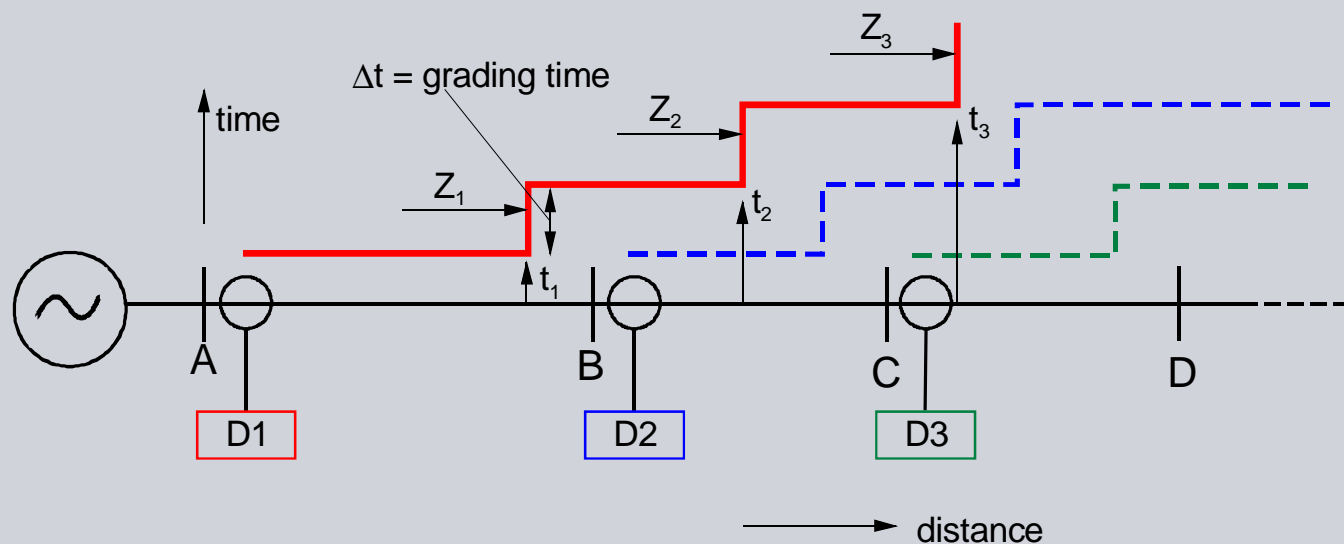 Z3
Δt = grading time
time
Z2
t3
Z1
t2
t1
A
B
C
D
D1
D2
D3
distance